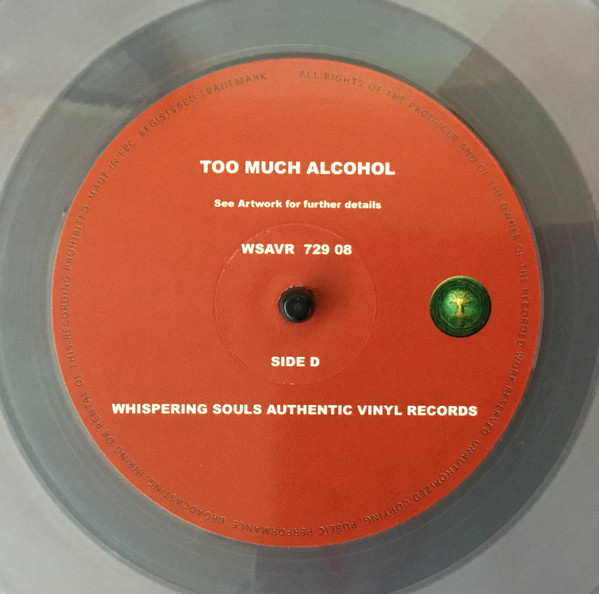 TOO MUCH ALCOHOL
See Artwork for further details
WSAVR 729 08
SIDE D
WHISPERING SOULS AUTHENTIC VINYL RECORDS
ALL RIGHTS OF THE PRODUCER AND OF THE OWNER OF THE RECORDED WORK RESERVED. UNAUTHORIZED COPYING, PUBLIC PERFORMANCE, BROADCASTING, HIRING OR RENTAL OF THIS RECORDING PROHIBITED. MADE IN EEC. REGISTERED TRADEMARK